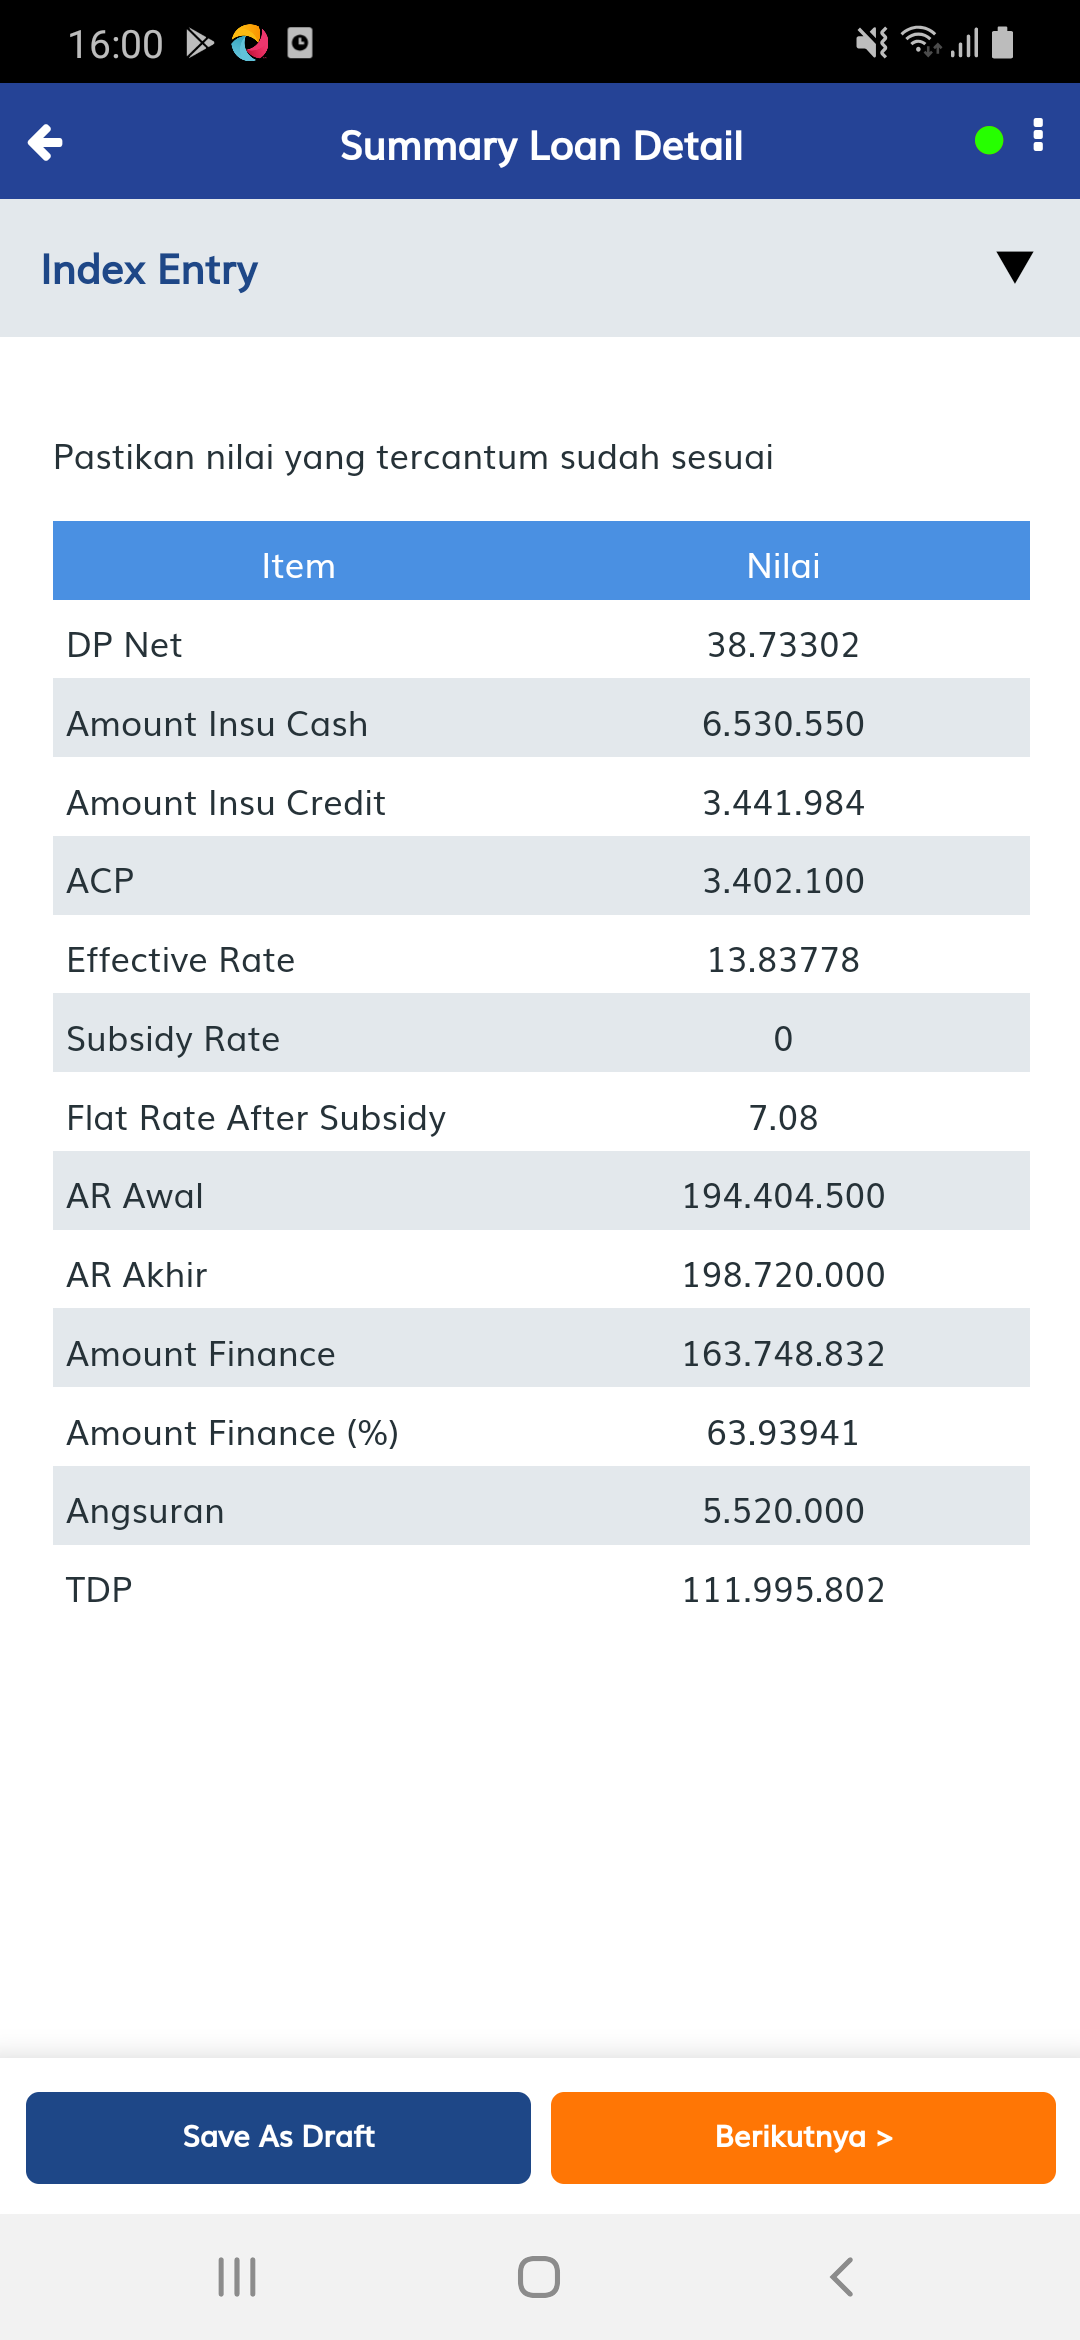 16:00
Summary Loan Detail
Index Entry
Pastikan nilai yang tercantum sudah sesuai
Item Nilai
DP Net 38.73302
Amount Insu Cash 6.530.550
Amount Insu Credit 3.441.984
ACP 3.402.100
Effective Rate 13.83778
Subsidy Rate 0
Flat Rate After Subsidy 7.08
AR Awal 194.404.500
AR Akhir 198.720.000
Amount Finance 163.748.832
Amount Finance (%) 63.93941
Angsuran 5.520.000
TDP 111.995.802
Save As Draft Berikutnya >